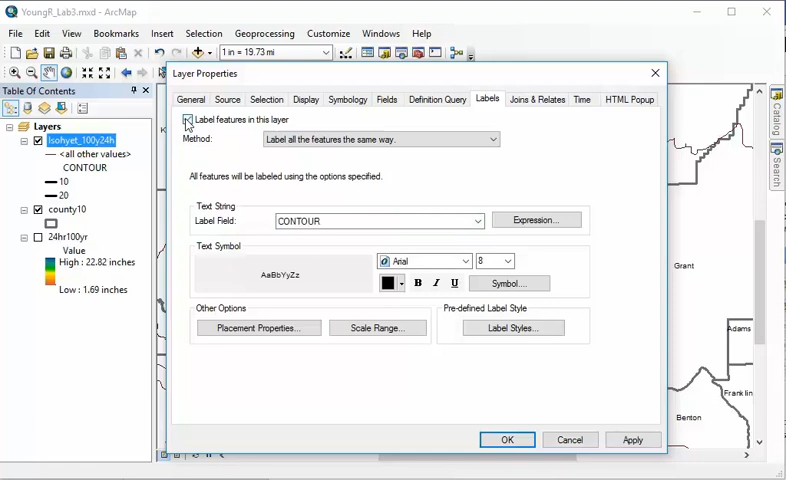 YoungR_Lab3.mxd - ArcMap
File Edit View Bookmarks Insert Selection Geoprocessing Customize Windows Help
1 in = 19.73 mi
Table Of Contents
Layers
Isohyet_100y24h
<all other values>
CONTOUR
10
20
county10
24hr100yr
Value
High : 22.82 inches
Low : 1.69 inches
Layer Properties
General Source Selection Display Symbology Fields Definition Query Labels Joins & Relates Time HTML Popup
Label features in this layer
Method: Label all the features the same way.
All features will be labeled using the options specified.
Text String
Label Field: CONTOUR Expression...
Text Symbol
AaBbYyZz
Arial 8
B I U Symbol...
Other Options
Placement Properties... Scale Range...
Pre-defined Label Style
Label Styles...
OK Cancel Apply
Grant
Adams
Franklin
Benton
Catalog
Search